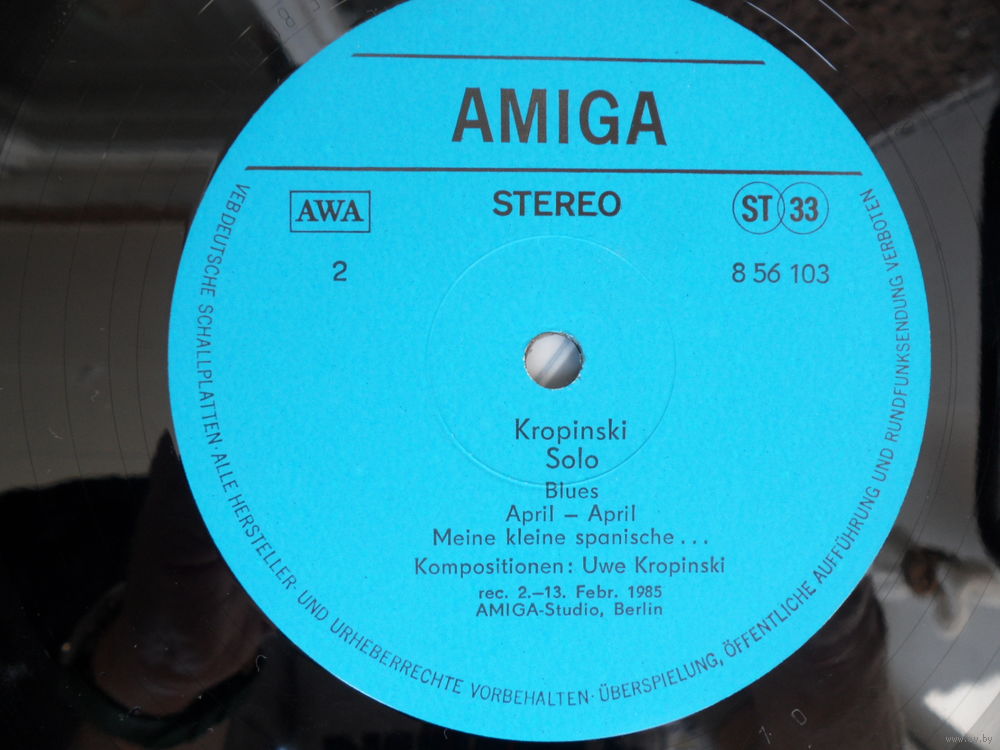 AMIGA
AWA
STEREO
ST 33
2
8 56 103
Kropinski
Solo
Blues
April – April
Meine kleine spanische...
Kompositionen: Uwe Kropinski
rec. 2.–13. Febr. 1985
AMIGA-Studio, Berlin
VEB DEUTSCHE SCHALLPLATTEN · ALLE HERSTELLER- UND URHEBERRECHTE VORBEHALTEN · ÜBERSPIELUNG, ÖFFENTLICHE AUFFÜHRUNG UND RUNDFUNKSENDUNG VERBOTEN